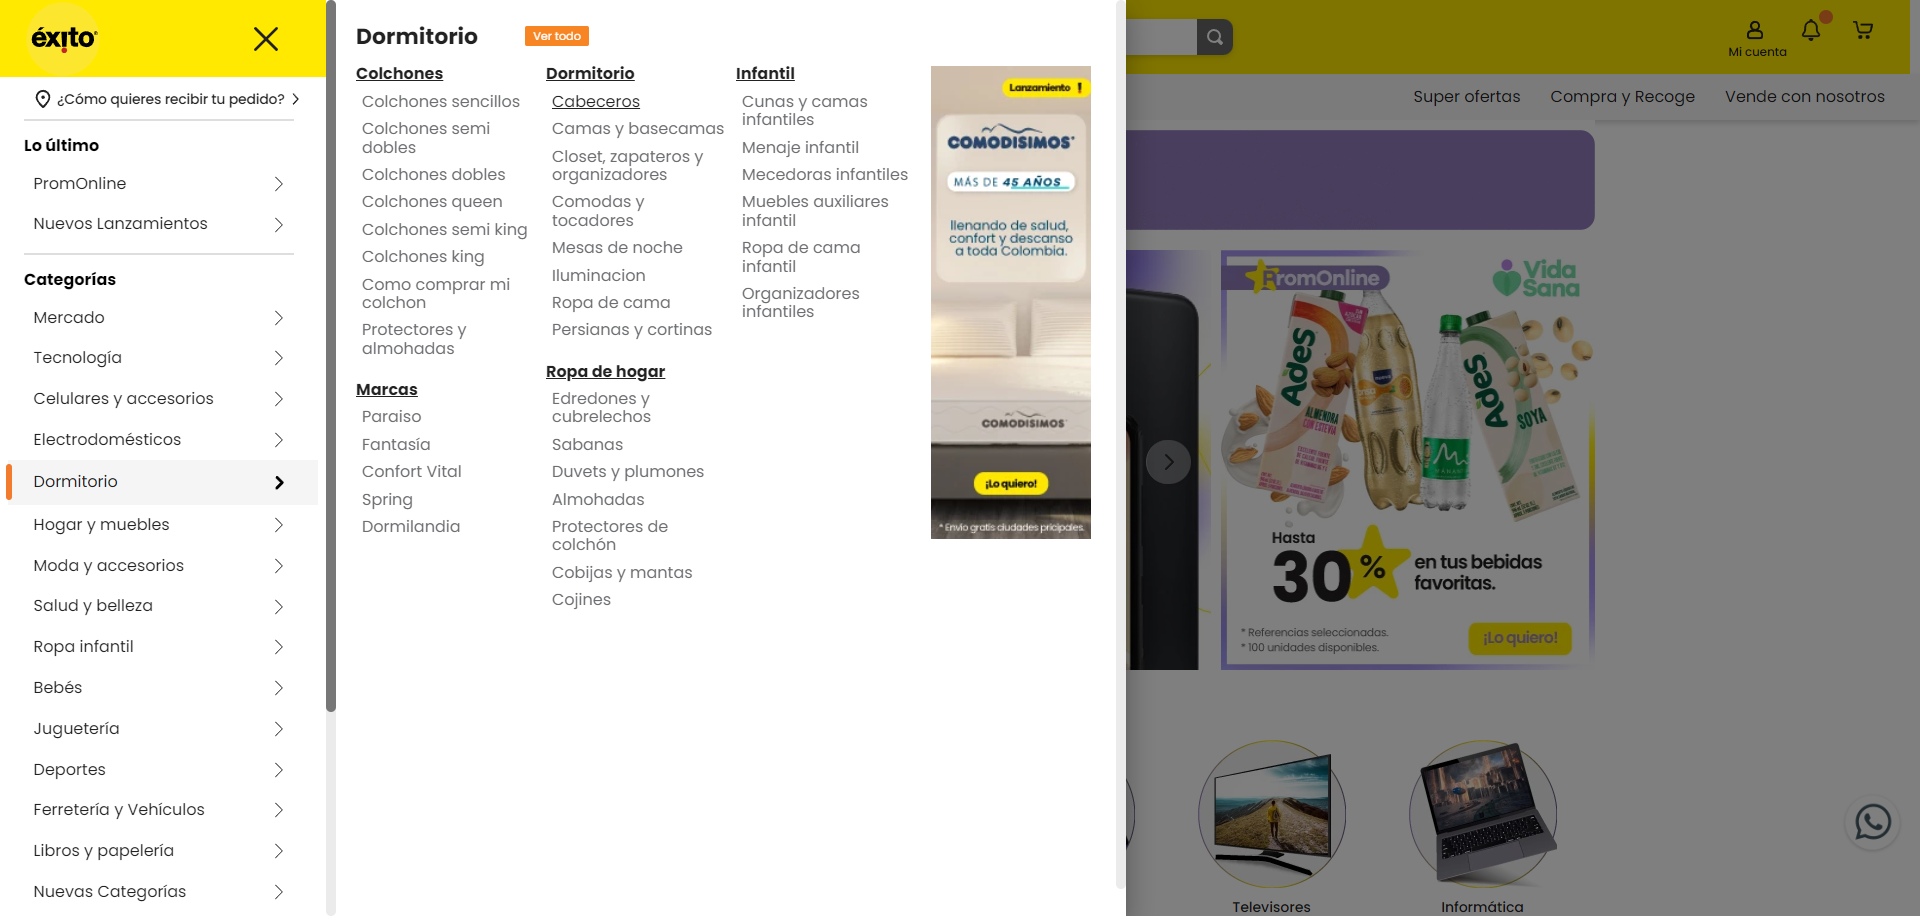 éxito
¿Cómo quieres recibir tu pedido?
Lo último
PromOnline
Nuevos Lanzamientos
Categorías
Mercado
Tecnología
Celulares y accesorios
Electrodomésticos
Dormitorio
Hogar y muebles
Moda y accesorios
Salud y belleza
Ropa infantil
Bebés
Juguetería
Deportes
Ferretería y Vehículos
Libros y papelería
Nuevas Categorías
Dormitorio
Ver todo
Colchones
Colchones sencillos
Colchones semi
dobles
Colchones dobles
Colchones queen
Colchones semi king
Colchones king
Como comprar mi
colchon
Protectores y
almohadas
Marcas
Paraiso
Fantasía
Confort Vital
Spring
Dormilandia
Dormitorio
Cabeceros
Camas y basecamas
Closet, zapateros y
organizadores
Comodas y
tocadores
Mesas de noche
Iluminacion
Ropa de cama
Persianas y cortinas
Ropa de hogar
Edredones y
cubrelechos
Sabanas
Duvets y plumones
Almohadas
Protectores de
colchón
Cobijas y mantas
Cojines
Infantil
Cunas y camas
infantiles
Menaje infantil
Mecedoras infantiles
Muebles auxiliares
infantil
Ropa de cama
infantil
Organizadores
infantiles
Lanzamiento
COMODISIMOS
MÁS DE 45 AÑOS
llenando de salud,
confort y descanso
a toda Colombia.
COMODISIMOS
¡Lo quiero!
* Envio gratis ciudades pricipales.
Mi cuenta
Super ofertas
Compra y Recoge
Vende con nosotros
PromOnline
Vida
Sana
AdeS
ALMENDRA
CON ESTEVIA
AdeS
SOYA
Hasta
30%
en tus bebidas
favoritas.
* Referencias seleccionadas.
* 100 unidades disponibles.
¡Lo quiero!
Televisores
Informática